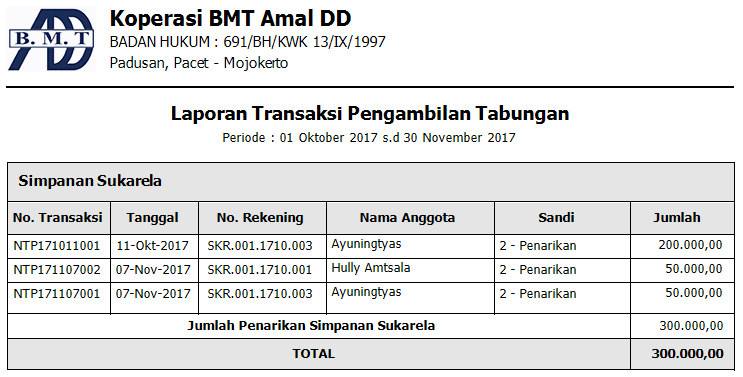 B. M. T
Koperasi BMT Amal DD
BADAN HUKUM : 691/BH/KWK 13/IX/1997
Padusan, Pacet - Mojokerto
Laporan Transaksi Pengambilan Tabungan
Periode : 01 Oktober 2017 s.d 30 November 2017
Simpanan Sukarela
No. Transaksi Tanggal No. Rekening Nama Anggota Sandi Jumlah
NTP171011001 11-Okt-2017 SKR.001.1710.003 Ayuningtyas 2 - Penarikan 200.000,00
NTP171107002 07-Nov-2017 SKR.001.1710.001 Hully Amtsala 2 - Penarikan 50.000,00
NTP171107001 07-Nov-2017 SKR.001.1710.003 Ayuningtyas 2 - Penarikan 50.000,00
Jumlah Penarikan Simpanan Sukarela 300.000,00
TOTAL 300.000,00